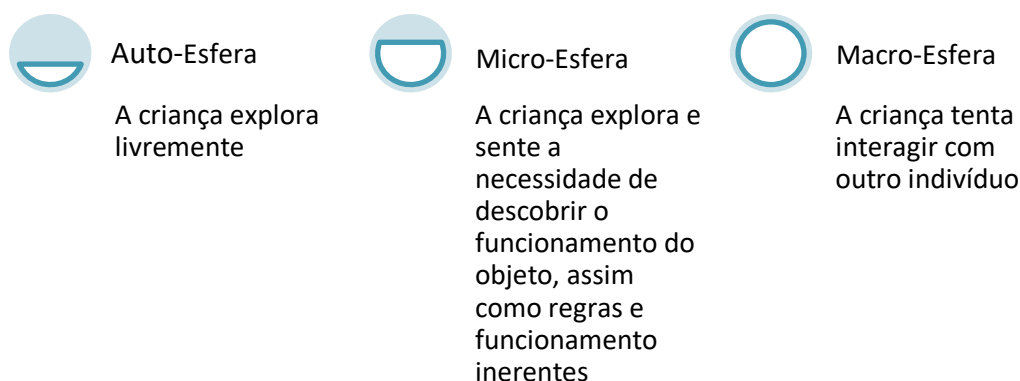 Auto-Esfera
A criança explora
livremente
Micro-Esfera
A criança explora e
sente a
necessidade de
descobrir o
funcionamento do
objeto, assim
como regras e
funcionamento
inerentes
Macro-Esfera
A criança tenta
interagir com
outro indivíduo